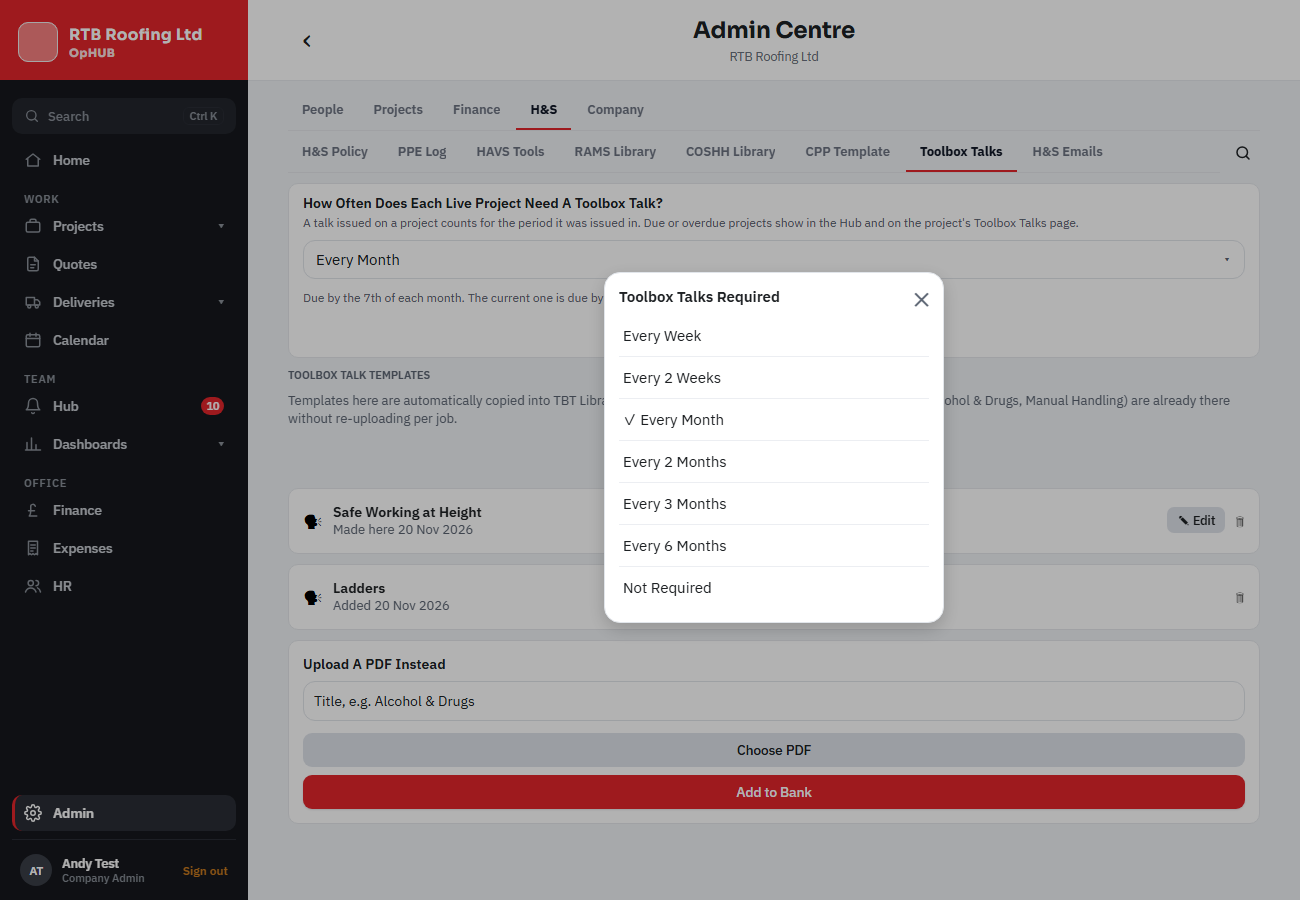 RTB Roofing Ltd
OpHUB
Search
Ctrl K
Home
WORK
Projects
Quotes
Deliveries
Calendar
TEAM
Hub
10
Dashboards
OFFICE
Finance
Expenses
HR
Admin
AT
Andy Test
Company Admin
Sign out
Admin Centre
RTB Roofing Ltd
People
Projects
Finance
H&S
Company
H&S Policy
PPE Log
HAVS Tools
RAMS Library
COSHH Library
CPP Template
Toolbox Talks
H&S Emails
How Often Does Each Live Project Need A Toolbox Talk?
A talk issued on a project counts for the period it was issued in. Due or overdue projects show in the Hub and on the project's Toolbox Talks page.
Every Month
Due by the 7th of each month. The current one is due by
Toolbox Talks Required
Every Week
Every 2 Weeks
✓ Every Month
Every 2 Months
Every 3 Months
Every 6 Months
Not Required
TOOLBOX TALK TEMPLATES
Templates here are automatically copied into TBT & Drugs, Manual Handling) are already there
without re-uploading per job.
Safe Working at Height
Made here 20 Nov 2026
Edit
Ladders
Added 20 Nov 2026
Upload A PDF Instead
Title, e.g. Alcohol & Drugs
Choose PDF
Add to Bank